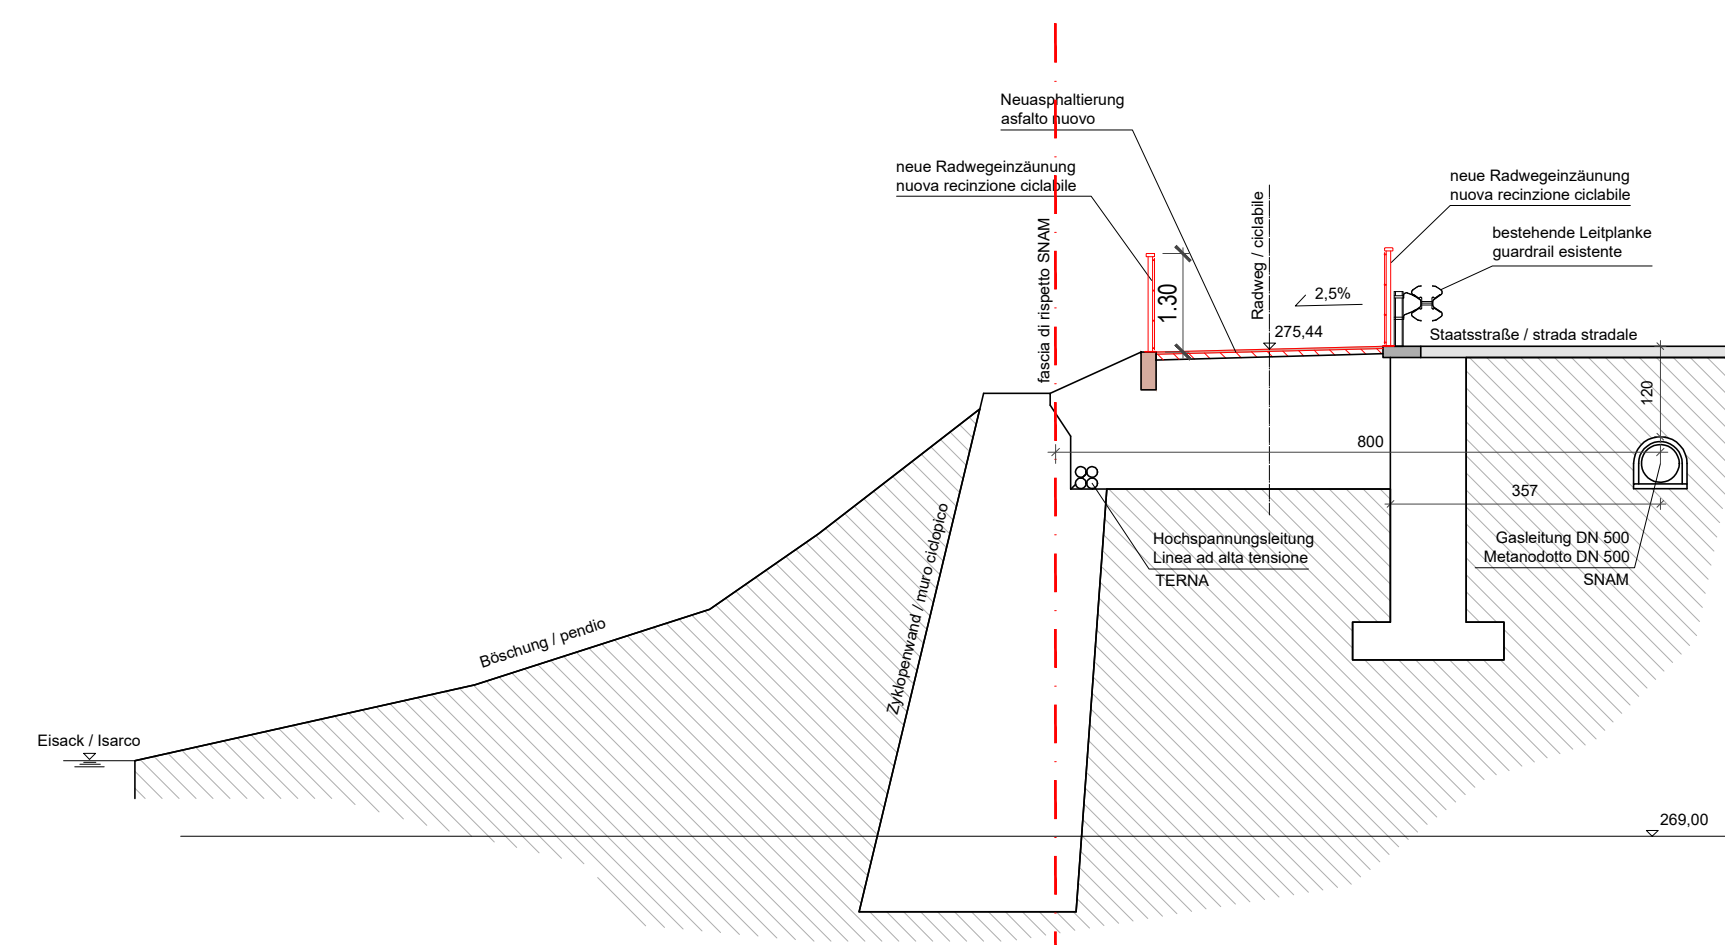 Neuasphaltierung
asfalto nuovo
neue Radwegeinzäunung
nuova recinzione ciclabile
neue Radwegeinzäunung
nuova recinzione ciclabile
bestehende Leitplanke
guardrail esistente
fascia di rispetto SNAM
1.30
Radweg / ciclabile
2,5%
275,44
Staatsstraße / strada stradale
120
800
357
Hochspannungsleitung
Linea ad alta tensione
TERNA
Gasleitung DN 500
Metanodotto DN 500
SNAM
Zyklopenwand / muro ciclopico
Böschung / pendio
Eisack / Isarco
269,00